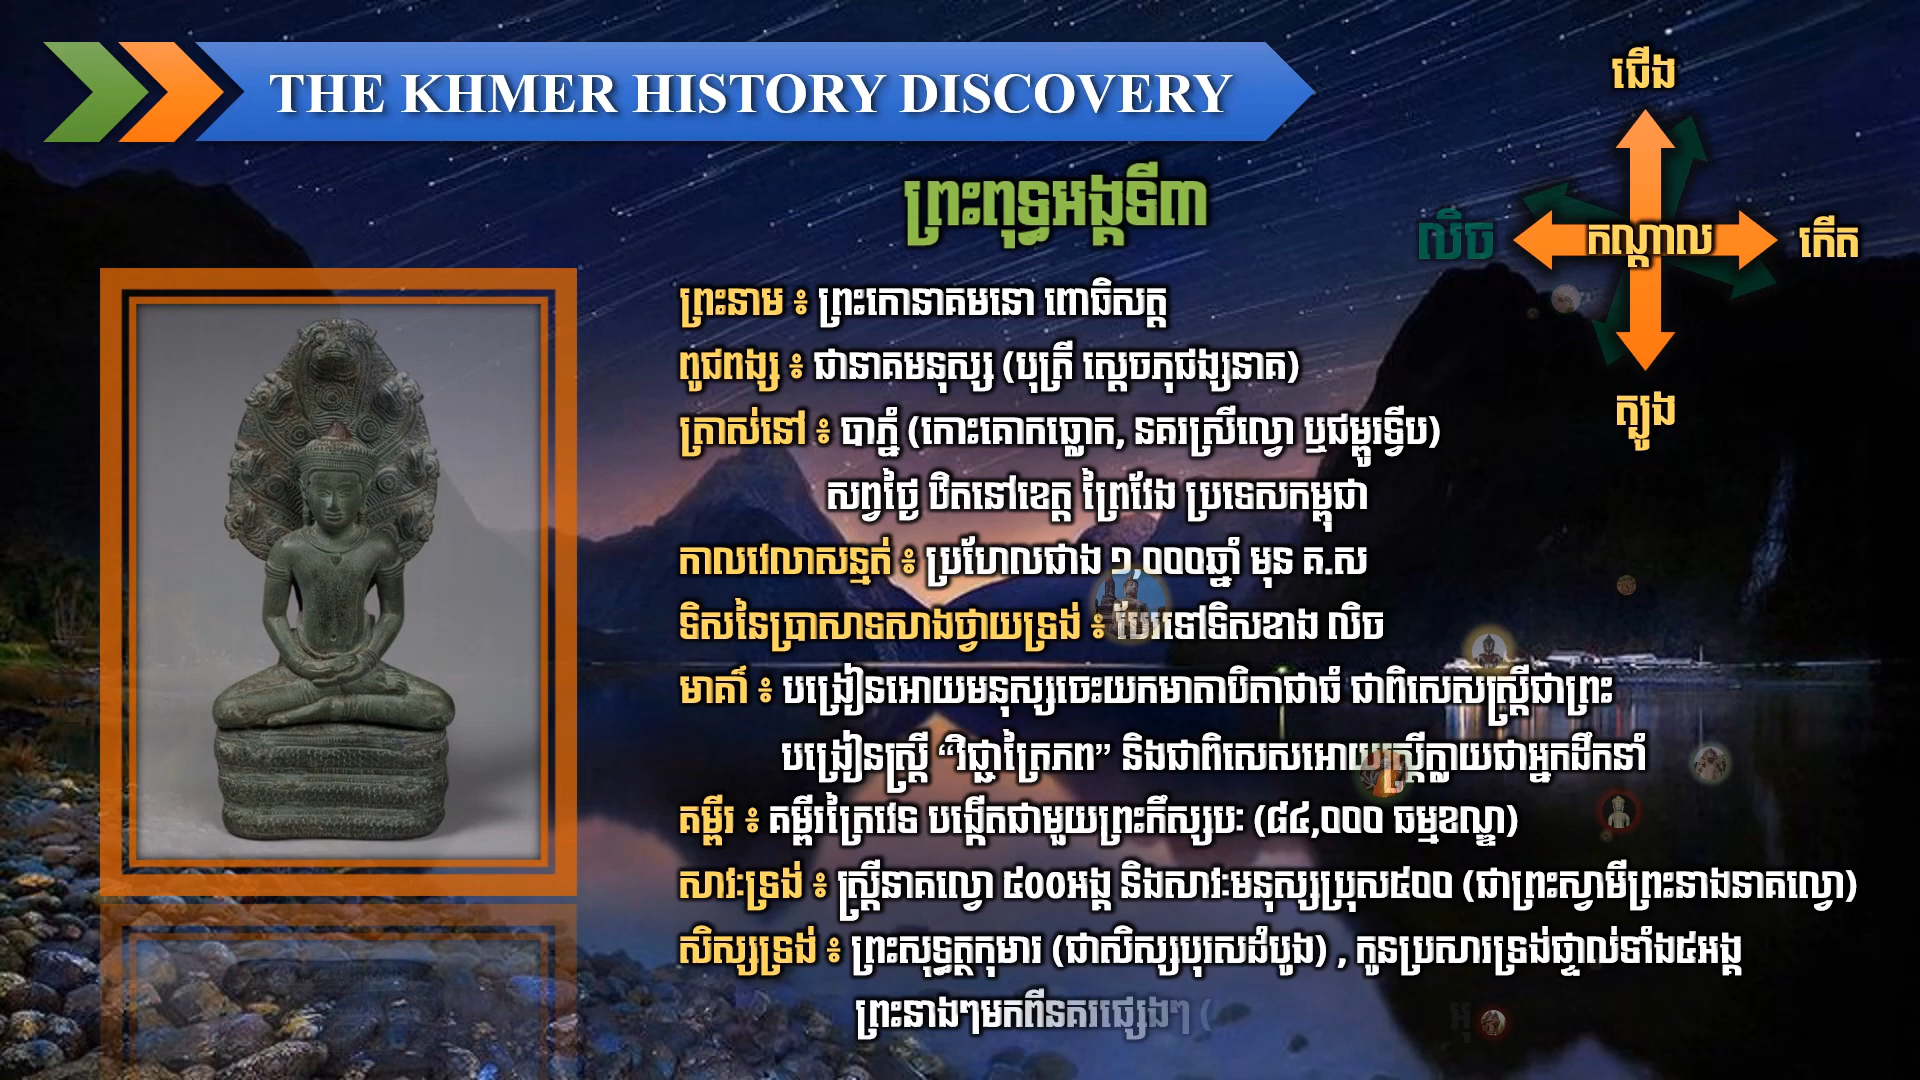 THE KHMER HISTORY DISCOVERY
ជើង
លិច
កណ្តាល
កើត
ត្បូង
ព្រះពុទ្ធអង្គទី៣
ព្រះនាម ៖ ព្រះកោនាគមនោ ពោធិសត្ត
ពូជពង្ស ៖ ជានាគមនុស្ស (បុត្រី ស្តេចភុជង្សនាគ)
ត្រាស់នៅ ៖ បាភ្នំ (កោះគោកធ្លោក, នគរស្រីល្វោ ឬជម្ពូរទ្វីប)
សព្វថ្ងៃ ឋិតនៅខេត្ត ព្រៃវែង ប្រទេសកម្ពុជា
កាលវេលាសន្មត់ ៖ ប្រហែលជាង ១,០០០ឆ្នាំ មុន គ.ស
ទិសនៃប្រាសាទសាងថ្វាយទ្រង់ ៖ បែរទៅទិសខាង លិច
មាគ៌ា ៖ បង្រៀនអោយមនុស្សចេះយកមាតាបិតាជាធំ ជាពិសេសស្ត្រីជាព្រះ
បង្រៀនស្ត្រី “វិជ្ជាត្រៃភព” និងជាពិសេសអោយស្ត្រីក្លាយជាអ្នកដឹកនាំ
គម្ពីរ ៖ គម្ពីរត្រៃវេទ បង្កើតជាមួយព្រះកឹស្សបៈ (៨៤,០០០ ធម្មខណ្ឌ)
សាវៈទ្រង់ ៖ ស្ត្រីនាគល្វោ ៥០០អង្គ និងសាវៈមនុស្សប្រុស៥០០ (ជាព្រះស្វាមីព្រះនាងនាគល្វោ)
សិស្សទ្រង់ ៖ ព្រះសុទ្ធត្ថកុមារ (ជាសិស្សបុរសដំបូង) , កូនប្រសារទ្រង់ផ្ទាល់ទាំង៥អង្គ
ព្រះនាងៗមកពីនគរផ្សេងៗ (